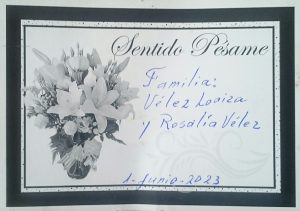 Sentido Pésame
Familia:
Vélez Loaiza
y Rosalía Vélez
1-Junio-2023